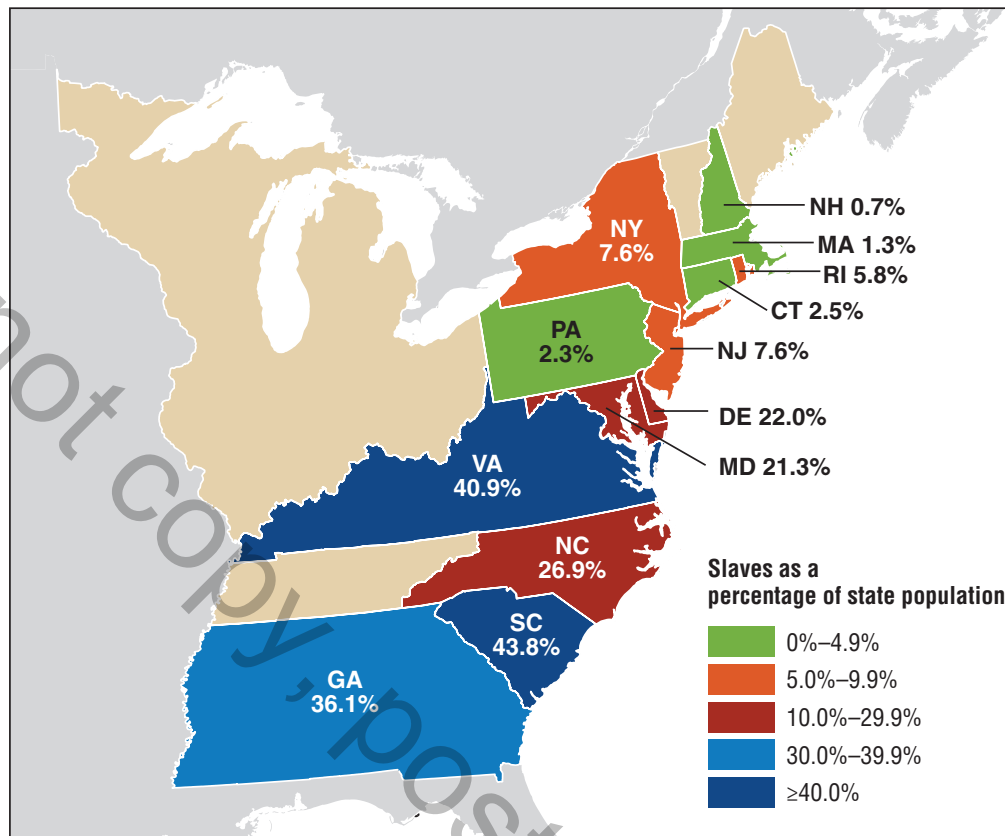 NH 0.7%
MA 1.3%
RI 5.8%
CT 2.5%
NJ 7.6%
DE 22.0%
MD 21.3%
NY
7.6%
PA
2.3%
VA
40.9%
NC
26.9%
SC
43.8%
GA
36.1%
Slaves as a
percentage of state population
0%–4.9%
5.0%–9.9%
10.0%–29.9%
30.0%–39.9%
≥40.0%
not copy, post